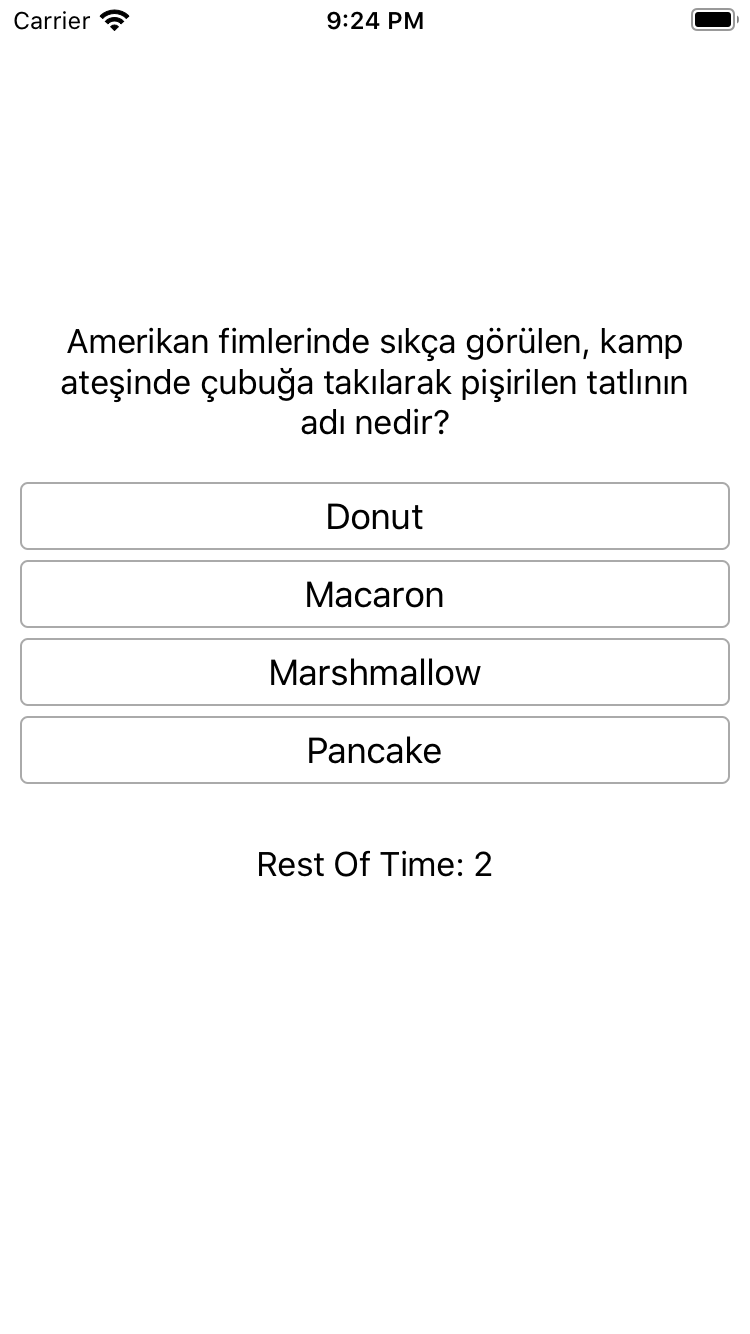 Carrier
9:24 PM
Amerikan fimlerinde sıkça görülen, kamp
ateşinde çubuğa takılarak pişirilen tatlının
adı nedir?
Donut
Macaron
Marshmallow
Pancake
Rest Of Time: 2